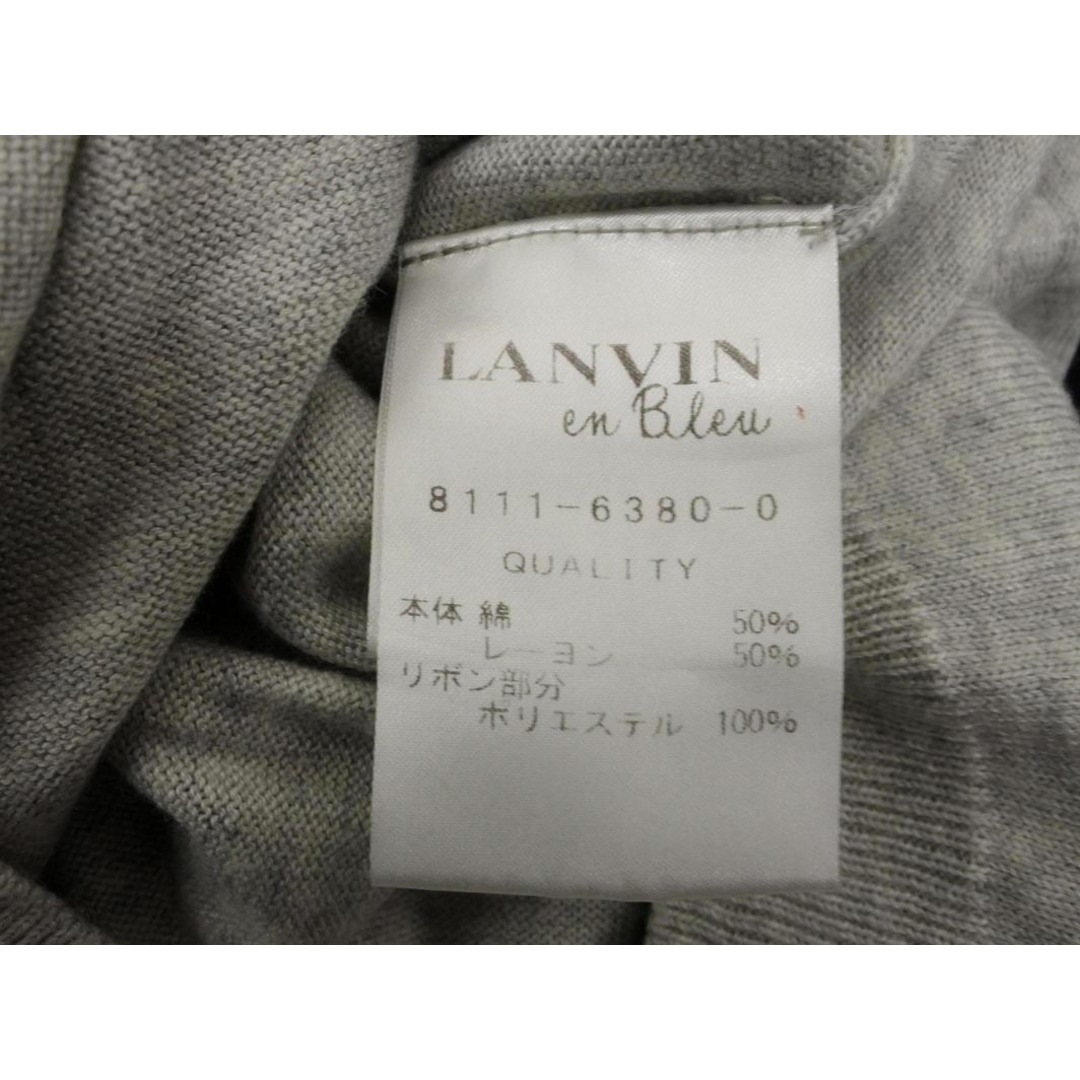 LANVIN
en Bleu
8111-6380-0
QUALITY
本体 綿 50%
レーヨン 50%
リボン部分
ポリエステル 100%